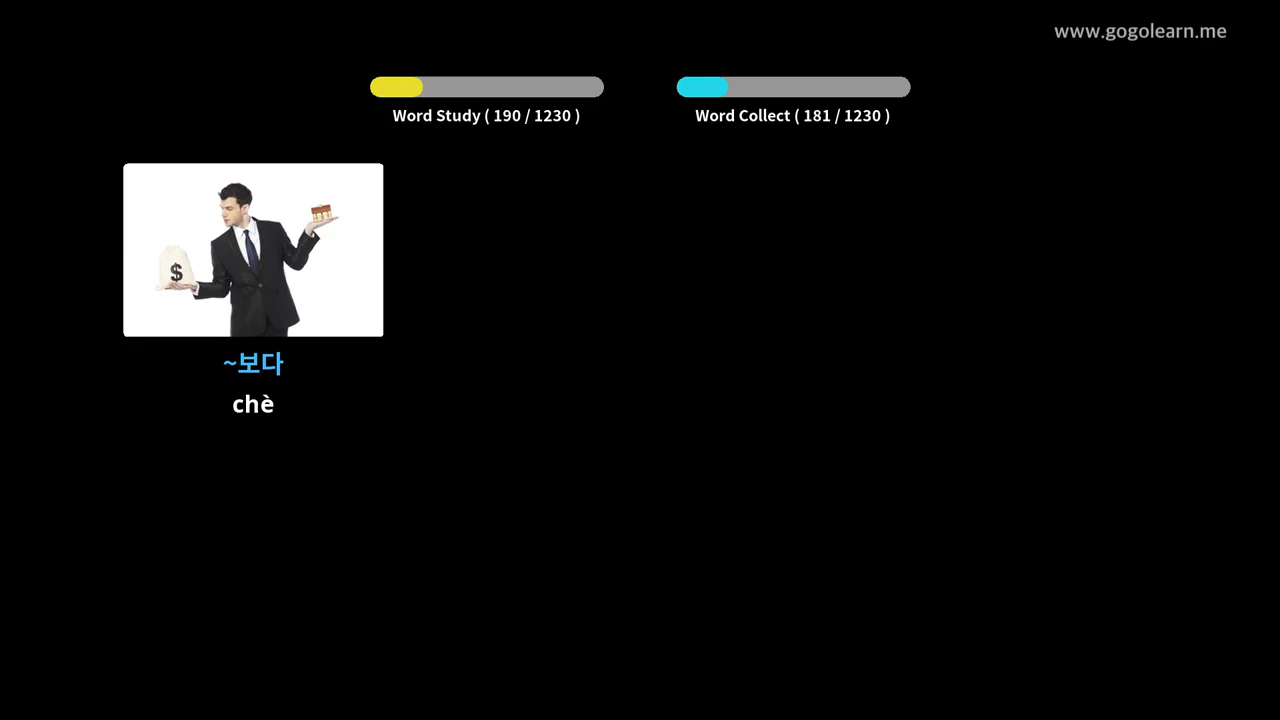 www.gogolearn.me
Word Study ( 190 / 1230 )
Word Collect ( 181 / 1230 )
$
~보다
chè